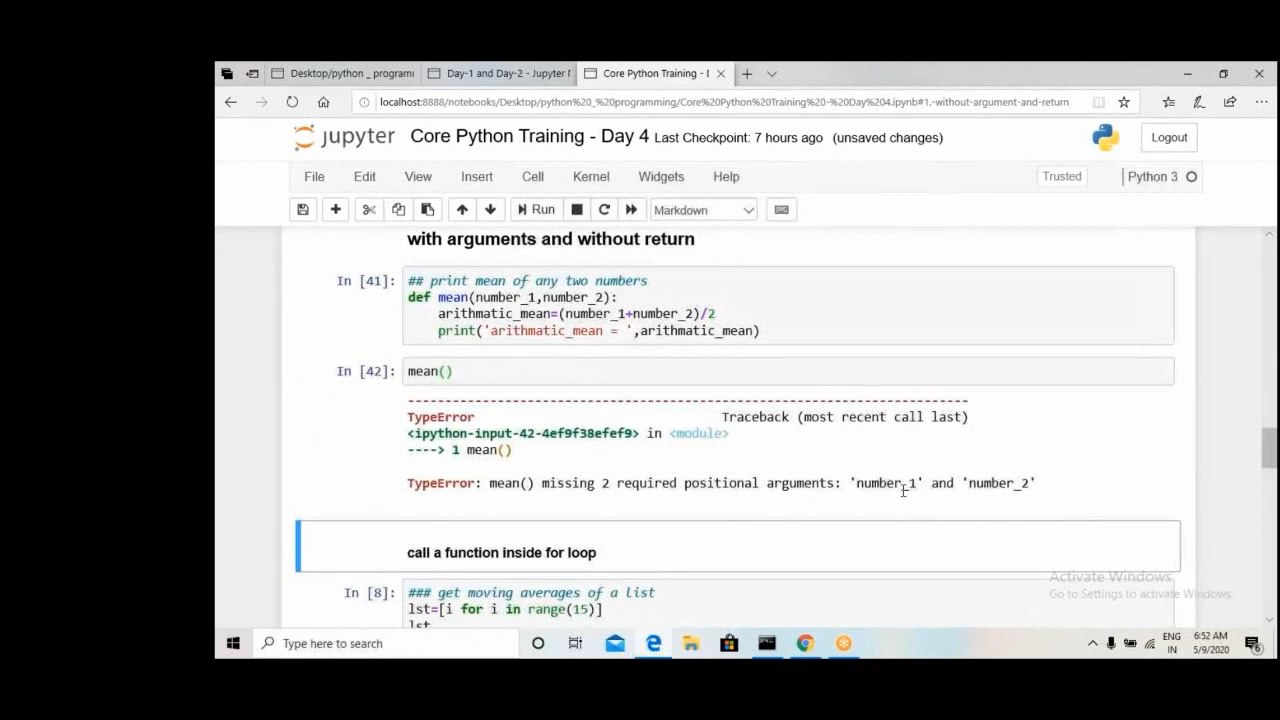 Desktop/python _ programi
Day-1 and Day-2 - Jupyter I
Core Python Training - I
localhost:8888/notebooks/Desktop/python%20_%20programming/Core%20Python%20Training%20-%20Day%204.ipynb#1.-without-argument-and-return
jupyter Core Python Training - Day 4 Last Checkpoint: 7 hours ago (unsaved changes) Logout
File Edit View Insert Cell Kernel Widgets Help Trusted Python 3
Run Markdown
with arguments and without return
In [41]: ## print mean of any two numbers
def mean(number_1,number_2):
arithmatic_mean=(number_1+number_2)/2
print('arithmatic_mean = ',arithmatic_mean)
In [42]: mean()
---------------------------------------------------------------------------
TypeError Traceback (most recent call last)
<ipython-input-42-4ef9f38efef9> in <module>
----> 1 mean()
TypeError: mean() missing 2 required positional arguments: 'number_1' and 'number_2'
call a function inside for loop
In [8]: ### get moving averages of a list
lst=[i for i in range(15)]
lst
Activate Windows
Go to Settings to activate Windows.
Type here to search
ENG
IN
6:52 AM
5/9/2020
6